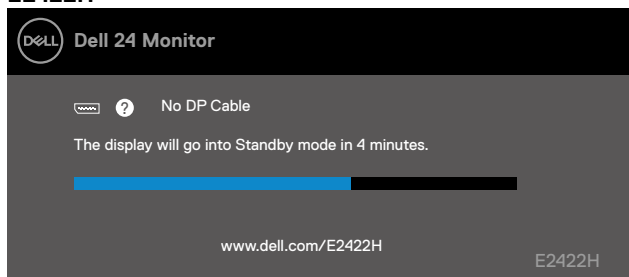 E2422H
DELL Dell 24 Monitor
? No DP Cable
The display will go into Standby mode in 4 minutes.
www.dell.com/E2422H
E2422H